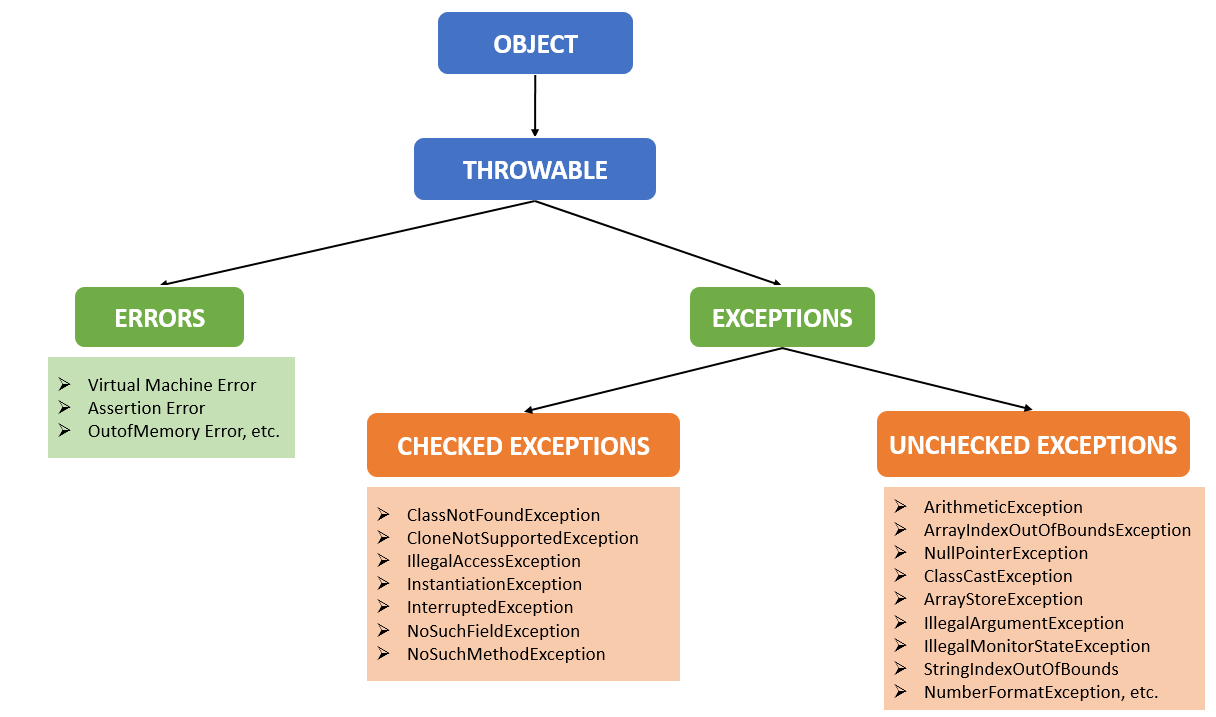 OBJECT
THROWABLE
ERRORS
Virtual Machine Error
Assertion Error
OutofMemory Error, etc.
EXCEPTIONS
CHECKED EXCEPTIONS
ClassNotFoundException
CloneNotSupportedException
IllegalAccessException
InstantiationException
InterruptedException
NoSuchFieldException
NoSuchMethodException
UNCHECKED EXCEPTIONS
ArithmeticException
ArrayIndexOutOfBoundsException
NullPointerException
ClassCastException
ArrayStoreException
IllegalArgumentException
IllegalMonitorStateException
StringIndexOutOfBounds
NumberFormatException, etc.